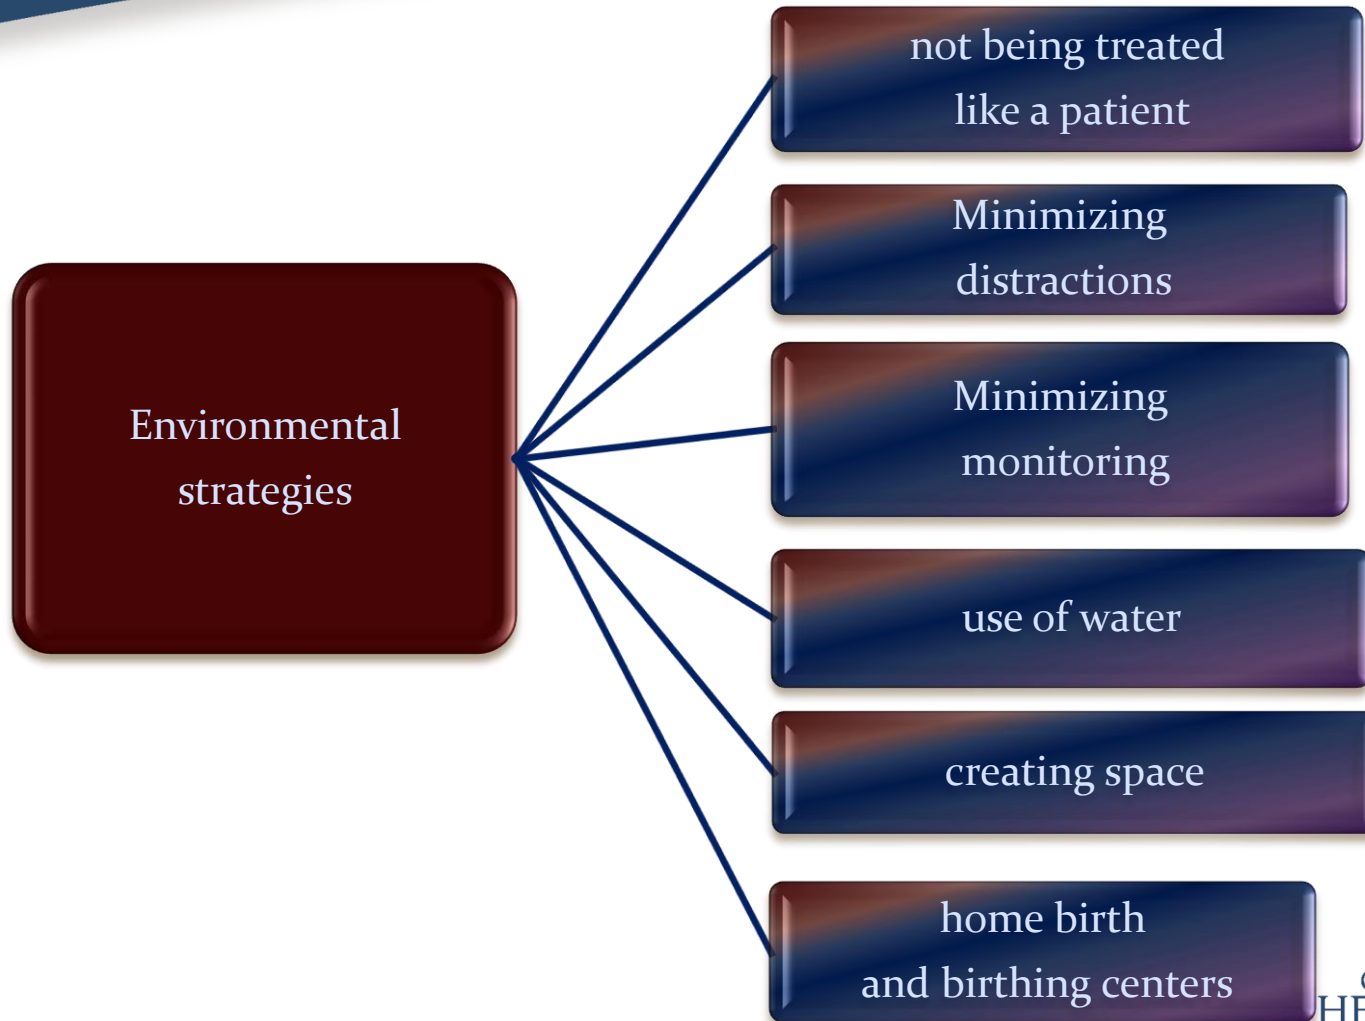 not being treated
like a patient
Minimizing
distractions
Minimizing
monitoring
Environmental
strategies
use of water
creating space
home birth
and birthing centers